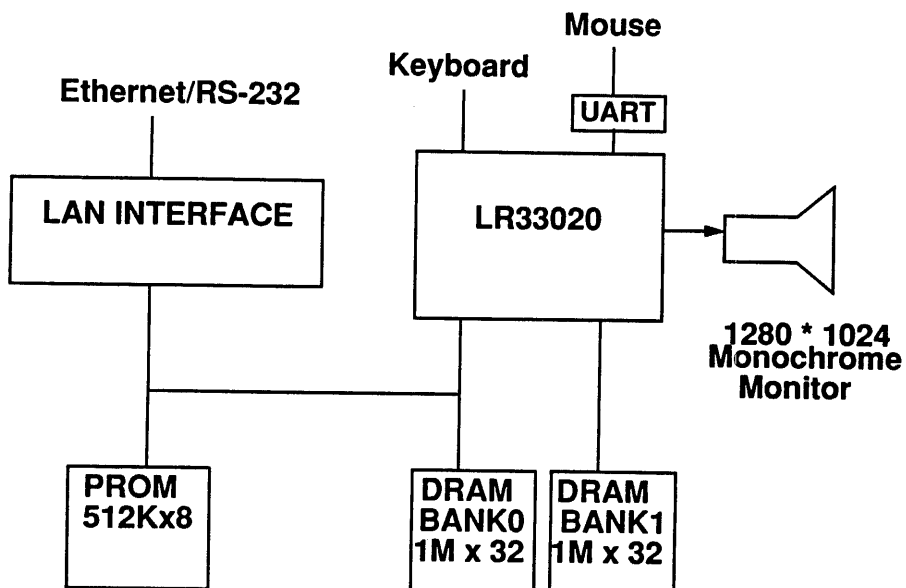 Mouse
Keyboard
Ethernet/RS-232
UART
LAN INTERFACE
LR33020
1280 * 1024
Monochrome
Monitor
PROM
512Kx8
DRAM
BANK0
1M x 32
DRAM
BANK1
1M x 32